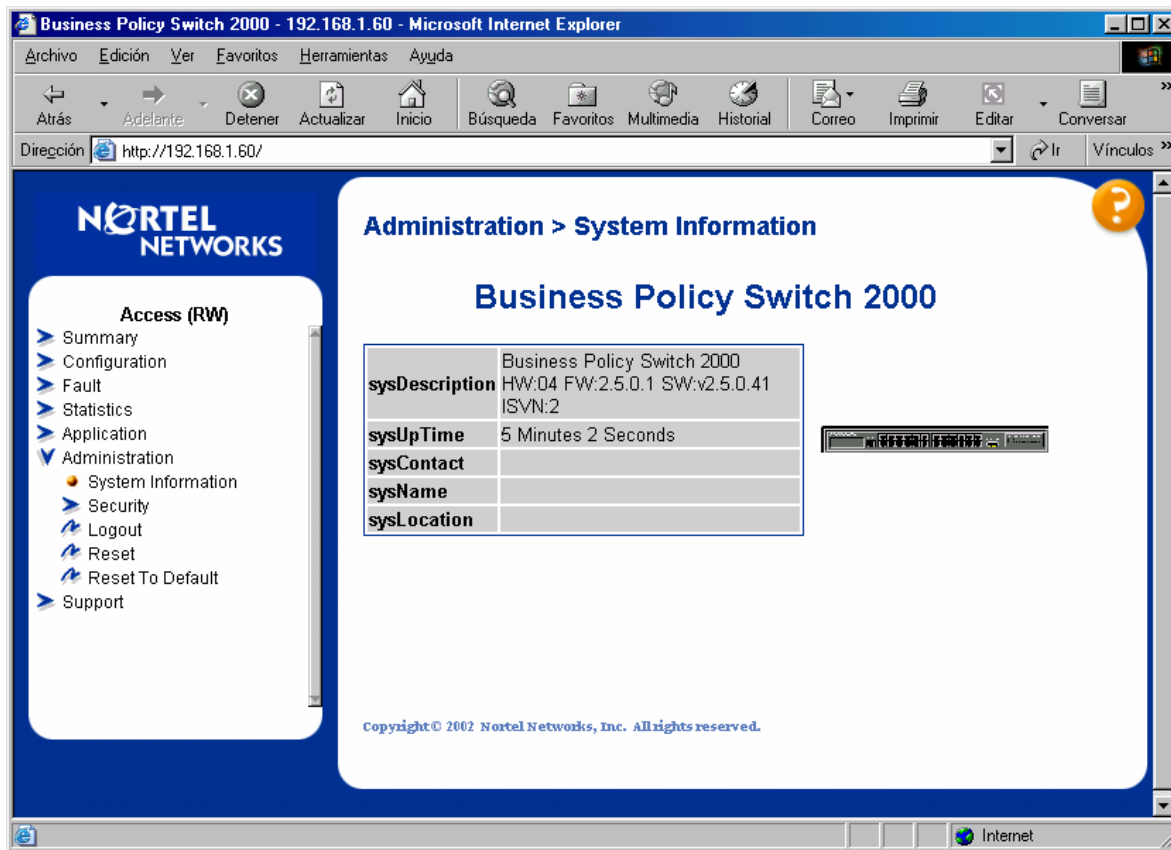 Business Policy Switch 2000 - 192.168.1.60 - Microsoft Internet Explorer
Archivo Edición Ver Favoritos Herramientas Ayuda
Atrás Adelante Detener Actualizar Inicio Búsqueda Favoritos Multimedia Historial Correo Imprimir Editar Conversar
Dirección http://192.168.1.60/ Ir Vínculos
NORTEL
NETWORKS
Access (RW)
Summary
Configuration
Fault
Statistics
Application
Administration
System Information
Security
Logout
Reset
Reset To Default
Support
Administration > System Information
Business Policy Switch 2000
sysDescription Business Policy Switch 2000
HW:04 FW:2.5.0.1 SW:v2.5.0.41
ISVN:2
sysUpTime 5 Minutes 2 Seconds
sysContact
sysName
sysLocation
Copyright© 2002 Nortel Networks, Inc. All rights reserved.
Internet